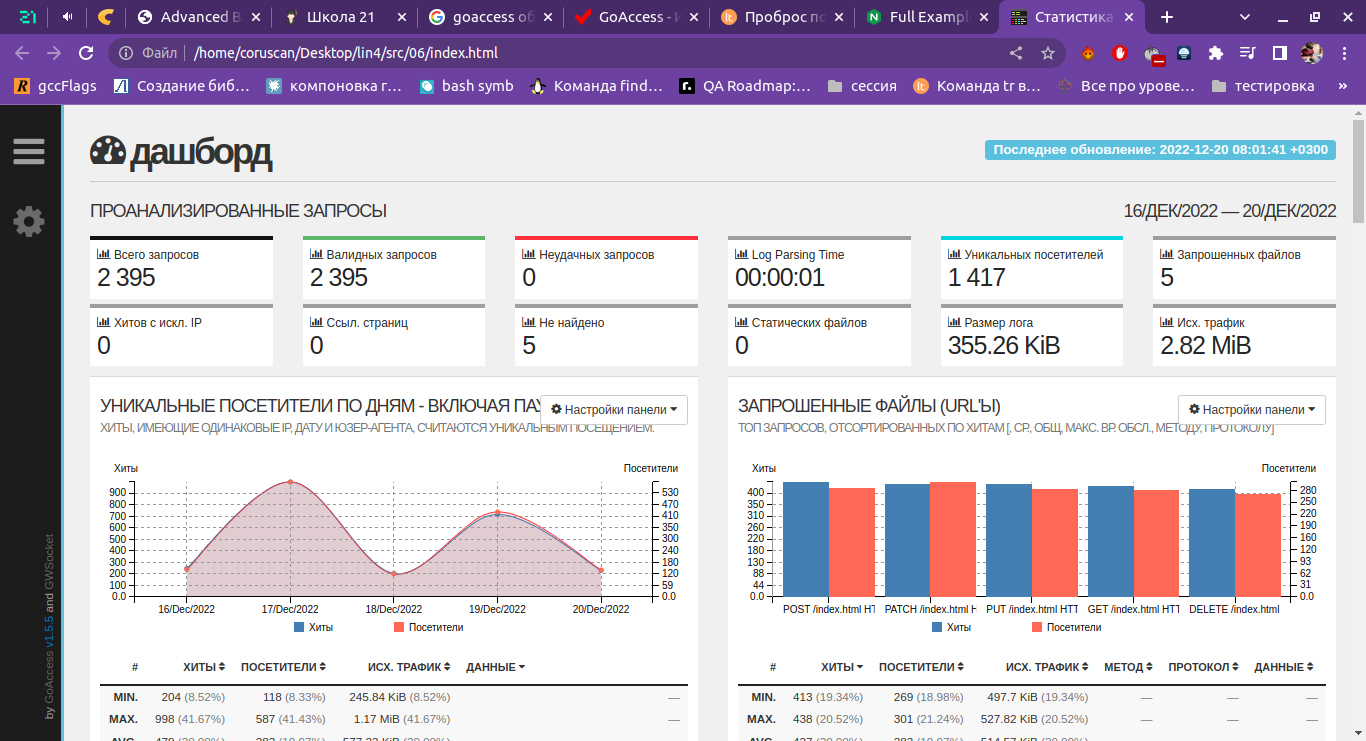 21
Advanced B
Школа 21
goaccess об
GoAccess - И
Проброс по
Full Exampl
Статистика
Файл | /home/coruscan/Desktop/lin4/src/06/index.html
gccFlags
Создание биб…
компоновка г…
bash symb
Команда find…
QA Roadmap:…
сессия
Команда tr в…
Все про урове…
тестировка
»
дашборд
Последнее обновление: 2022-12-20 08:01:41 +0300
ПРОАНАЛИЗИРОВАННЫЕ ЗАПРОСЫ
16/ДЕК/2022 — 20/ДЕК/2022
Всего запросов
2 395
Валидных запросов
2 395
Неудачных запросов
0
Log Parsing Time
00:00:01
Уникальных посетителей
1 417
Запрошенных файлов
5
Хитов с искл. IP
0
Ссыл. страниц
0
Не найдено
5
Статических файлов
0
Размер лога
355.26 KiB
Исх. трафик
2.82 MiB
УНИКАЛЬНЫЕ ПОСЕТИТЕЛИ ПО ДНЯМ - ВКЛЮЧАЯ ПАУ
Настройки панели
ХИТЫ, ИМЕЮЩИЕ ОДИНАКОВЫЕ IP, ДАТУ И ЮЗЕР-АГЕНТА, СЧИТАЮТСЯ УНИКАЛЬНЫМ ПОСЕЩЕНИЕМ.
Хиты
Посетители
900
800
700
600
500
400
300
200
100
0.0
530
470
410
350
300
240
180
120
59
0.0
16/Dec/2022
17/Dec/2022
18/Dec/2022
19/Dec/2022
20/Dec/2022
Хиты
Посетители
# ХИТЫ ПОСЕТИТЕЛИ ИСХ. ТРАФИК ДАННЫЕ
MIN. 204 (8.52%) 118 (8.33%) 245.84 KiB (8.52%) —
MAX. 998 (41.67%) 587 (41.43%) 1.17 MiB (41.67%) —
ЗАПРОШЕННЫЕ ФАЙЛЫ (URL'Ы)
Настройки панели
ТОП ЗАПРОСОВ, ОТСОРТИРОВАННЫХ ПО ХИТАМ [, СР., ОБЩ, МАКС. ВР. ОБСЛ., МЕТОДУ, ПРОТОКОЛУ]
Хиты
Посетители
400
350
310
260
220
180
130
88
44
0.0
280
250
220
190
160
120
93
62
31
0.0
POST /index.html HT
PATCH /index.html H
PUT /index.html HTT
GET /index.html HTT
DELETE /index.html
Хиты
Посетители
# ХИТЫ ПОСЕТИТЕЛИ ИСХ. ТРАФИК МЕТОД ПРОТОКОЛ ДАННЫЕ
MIN. 413 (19.34%) 269 (18.98%) 497.7 KiB (19.34%) — — —
MAX. 438 (20.52%) 301 (21.24%) 527.82 KiB (20.52%) — — —
by GoAccess v1.5.5 and GWSocket